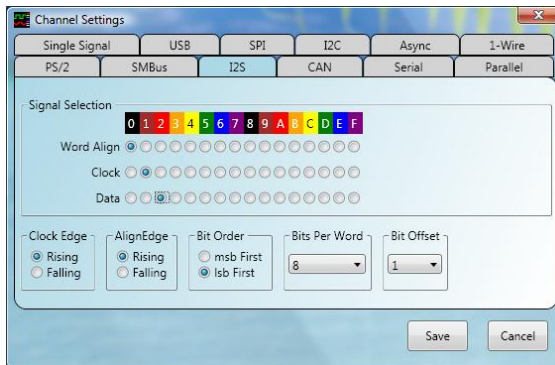 Channel Settings
Single Signal USB SPI I2C Async 1-Wire
PS/2 SMBus I2S CAN Serial Parallel
Signal Selection
0 1 2 3 4 5 6 7 8 9 A B C D E F
Word Align
Clock
Data
Clock Edge AlignEdge Bit Order Bits Per Word Bit Offset
Rising Rising msb First
8 1
Falling Falling lsb First
Save Cancel